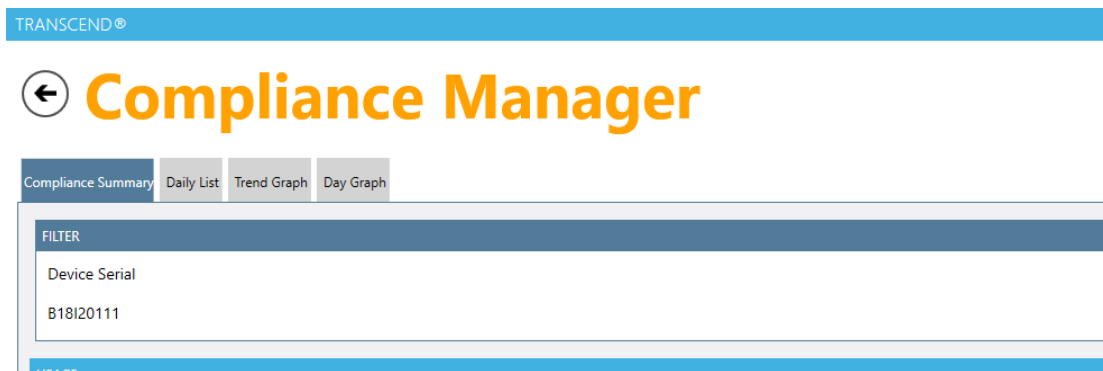 TRANSCEND®
Compliance Manager
Compliance Summary Daily List Trend Graph Day Graph
FILTER
Device Serial
B18I20111